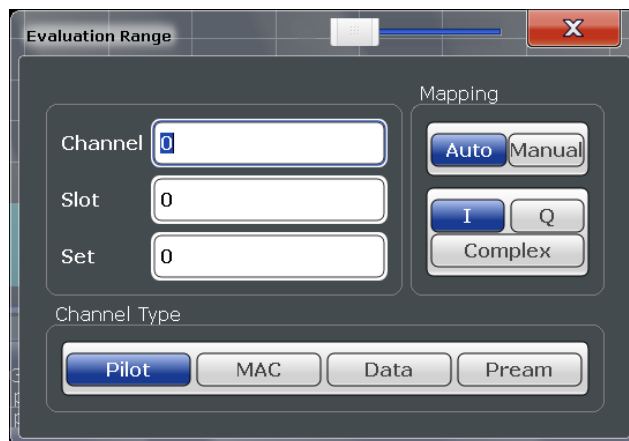 Evaluation Range
X
Mapping
Channel 0
Auto Manual
Slot 0
I Q
Set 0
Complex
Channel Type
Pilot MAC Data Pream